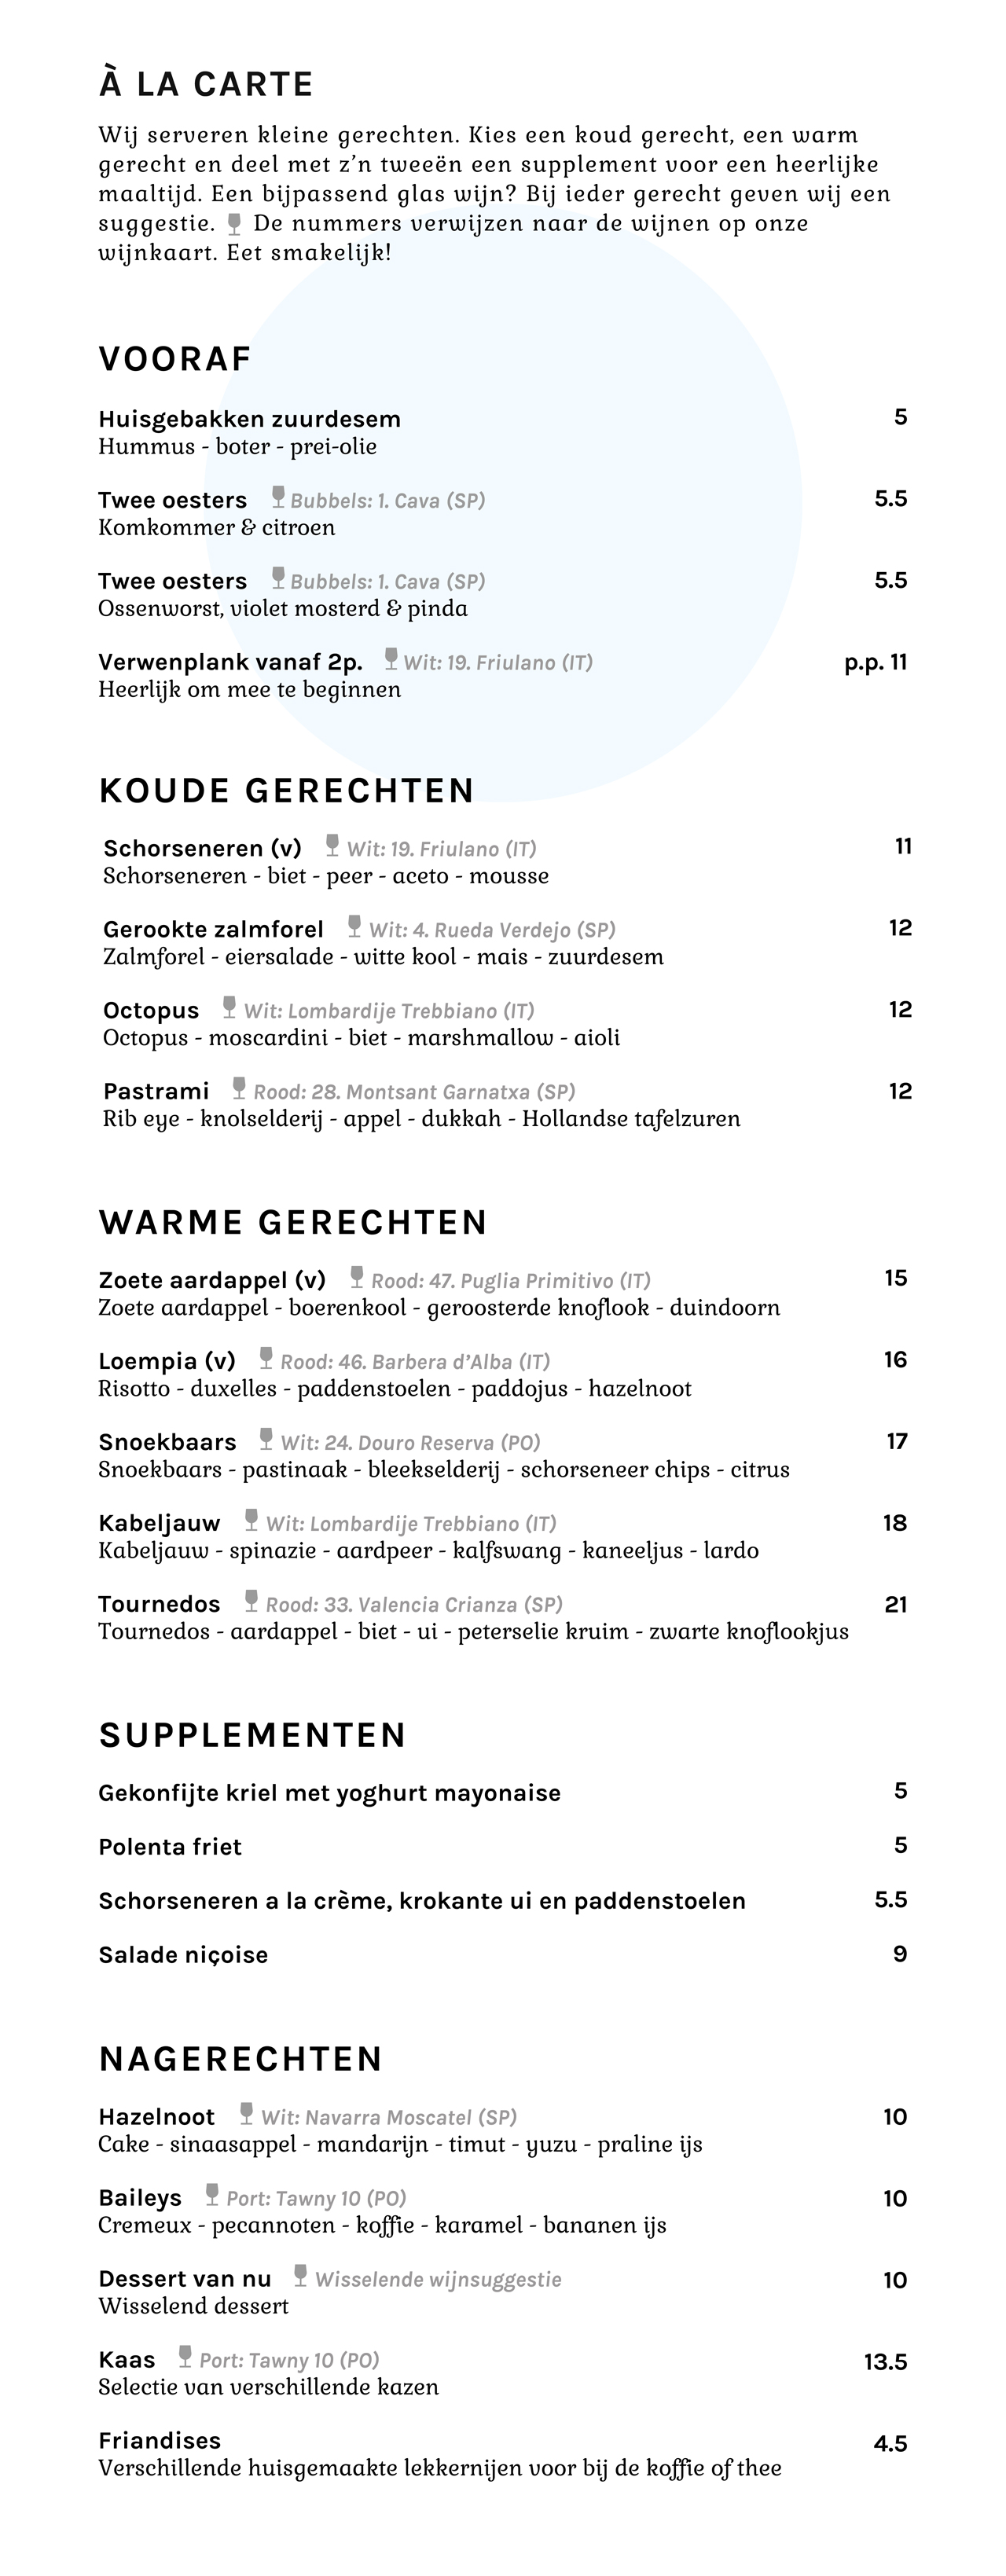 À LA CARTE
Wij serveren kleine gerechten. Kies een koud gerecht, een warm
gerecht en deel met z’n tweeën een supplement voor een heerlijke
maaltijd. Een bijpassend glas wijn? Bij ieder gerecht geven wij een
suggestie. De nummers verwijzen naar de wijnen op onze
wijnkaart. Eet smakelijk!
VOORAF
Huisgebakken zuurdesem 5
Hummus - boter - prei-olie
Twee oesters Bubbels: 1. Cava (SP) 5.5
Komkommer & citroen
Twee oesters Bubbels: 1. Cava (SP) 5.5
Ossenworst, violet mosterd & pinda
Verwenplank vanaf 2p. Wit: 19. Friulano (IT) p.p. 11
Heerlijk om mee te beginnen
KOUDE GERECHTEN
Schorseneren (v) Wit: 19. Friulano (IT) 11
Schorseneren - biet - peer - aceto - mousse
Gerookte zalmforel Wit: 4. Rueda Verdejo (SP) 12
Zalmforel - eiersalade - witte kool - mais - zuurdesem
Octopus Wit: Lombardije Trebbiano (IT) 12
Octopus - moscardini - biet - marshmallow - aioli
Pastrami Rood: 28. Montsant Garnatxa (SP) 12
Rib eye - knolselderij - appel - dukkah - Hollandse tafelzuren
WARME GERECHTEN
Zoete aardappel (v) Rood: 47. Puglia Primitivo (IT) 15
Zoete aardappel - boerenkool - geroosterde knoflook - duindoorn
Loempia (v) Rood: 46. Barbera d’Alba (IT) 16
Risotto - duxelles - paddenstoelen - paddojus - hazelnoot
Snoekbaars Wit: 24. Douro Reserva (PO) 17
Snoekbaars - pastinaak - bleekselderij - schorseneer chips - citrus
Kabeljauw Wit: Lombardije Trebbiano (IT) 18
Kabeljauw - spinazie - aardpeer - kalfswang - kaneeljus - lardo
Tournedos Rood: 33. Valencia Crianza (SP) 21
Tournedos - aardappel - biet - ui - peterselie kruim - zwarte knoflookjus
SUPPLEMENTEN
Gekonfijte kriel met yoghurt mayonaise 5
Polenta friet 5
Schorseneren a la crème, krokante ui en paddenstoelen 5.5
Salade niçoise 9
NAGERECHTEN
Hazelnoot Wit: Navarra Moscatel (SP) 10
Cake - sinaasappel - mandarijn - timut - yuzu - praline ijs
Baileys Port: Tawny 10 (PO) 10
Cremeux - pecannoten - koffie - karamel - bananen ijs
Dessert van nu Wisselende wijnsuggestie 10
Wisselend dessert
Kaas Port: Tawny 10 (PO) 13.5
Selectie van verschillende kazen
Friandises 4.5
Verschillende huisgemaakte lekkernijen voor bij de koffie of thee